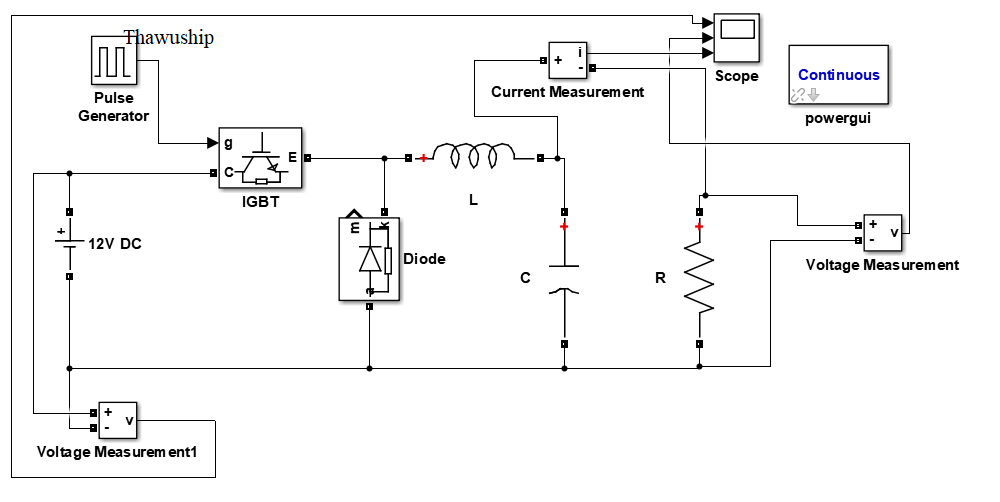 Thawuship
Pulse
Generator
i
+
-
Current Measurement
Scope
Continuous
powergui
g
C
E
IGBT
+
12V DC
m
k
a
Diode
+
L
+
C
+
R
+
-
v
Voltage Measurement
+
-
v
Voltage Measurement1